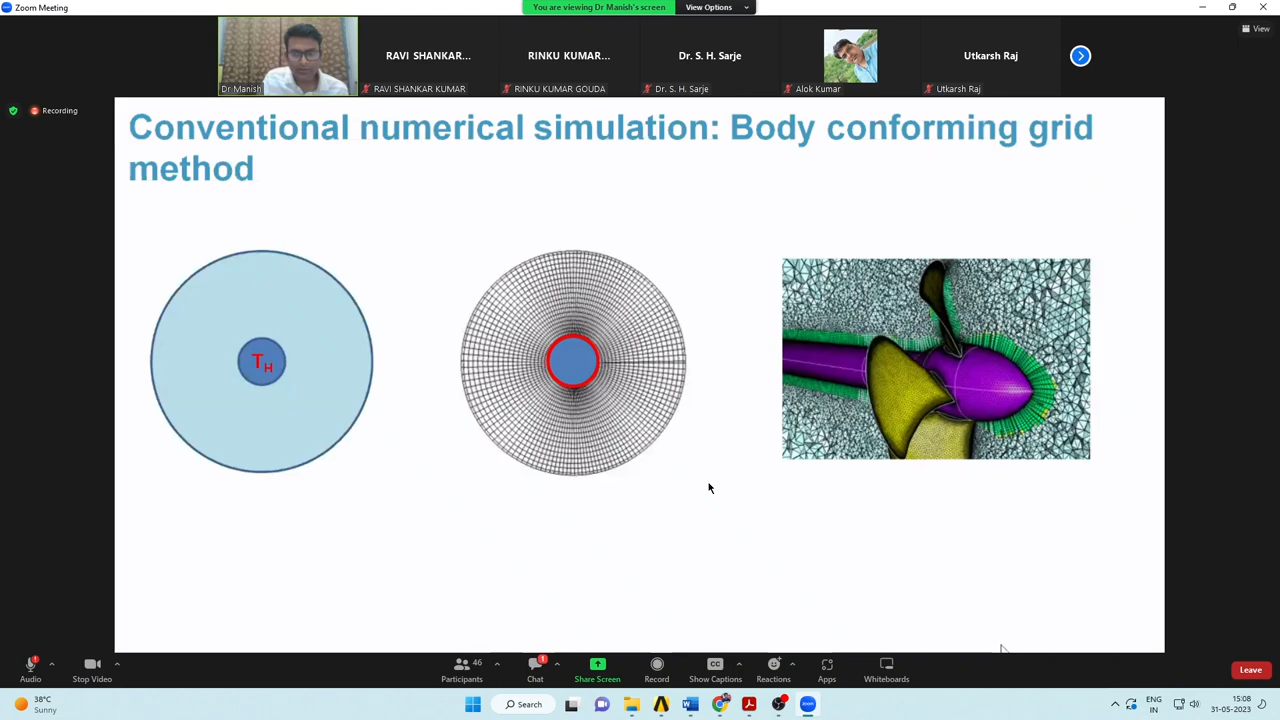 Zoom Meeting
You are viewing Dr Manish's screen
View Options
View
Recording
RAVI SHANKAR...
RINKU KUMAR...
Dr. S. H. Sarje
Utkarsh Raj
Dr Manish
RAVI SHANKAR KUMAR
RINKU KUMAR GOUDA
Dr. S. H. Sarje
Alok Kumar
Utkarsh Raj
Conventional numerical simulation: Body conforming grid
method
TH
46
1
Audio
Stop Video
Participants
Chat
Share Screen
Record
Show Captions
Reactions
Apps
Whiteboards
Leave
CC
38°C
Sunny
Search
ENG
IN
15:08
31-05-2023